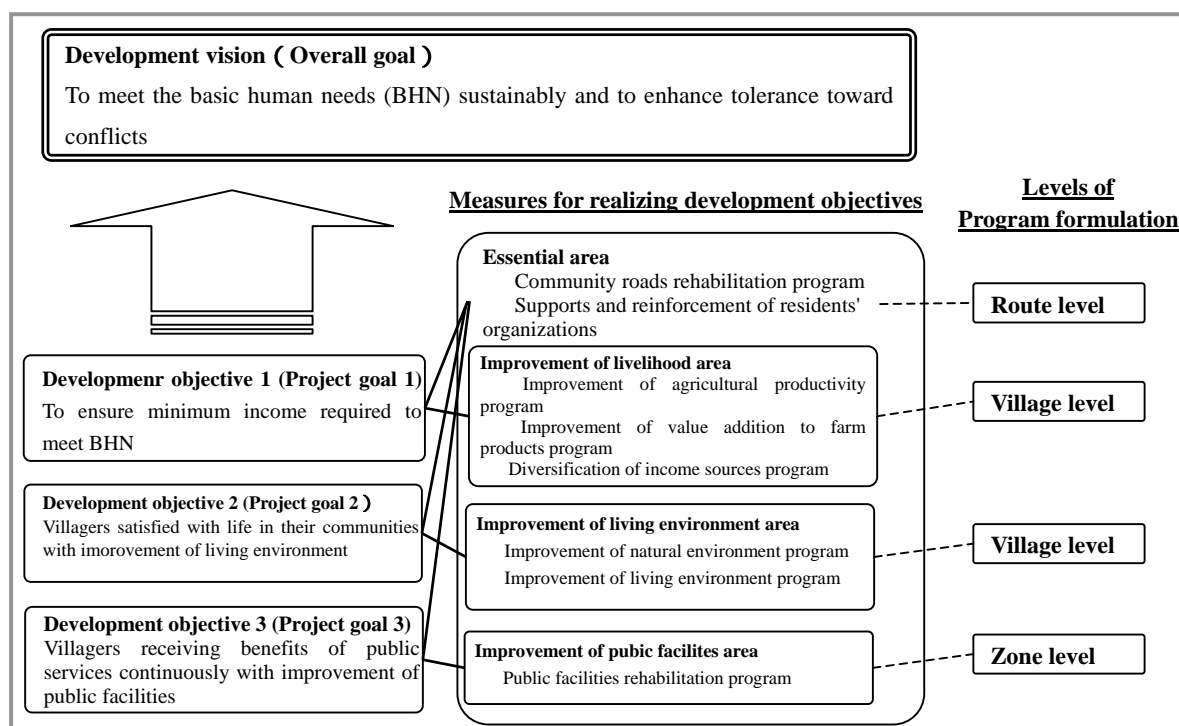 Development vision ( Overall goal )
To meet the basic human needs (BHN) sustainably and to enhance tolerance toward
conflicts
Measures for realizing development objectives
Levels of
Program formulation
Essential area
Community roads rehabilitation program
Supports and reinforcement of residents'
organizations
Route level
Developmenr objective 1 (Project goal 1)
To ensure minimum income required to
meet BHN
Improvement of livelihood area
Improvement of agricultural productivity
program
Improvement of value addition to farm
products program
Diversification of income sources program
Village level
Development objective 2 (Project goal 2 )
Villagers satisfied with life in their communities
with imorovement of living environment
Improvement of living environment area
Improvement of natural environment program
Improvement of living environment program
Village level
Development objective 3 (Project goal 3)
Villagers receiving benefits of public
services continuously with improvement of
public facilities
Improvement of pubic facilites area
Public facilities rehabilitation program
Zone level